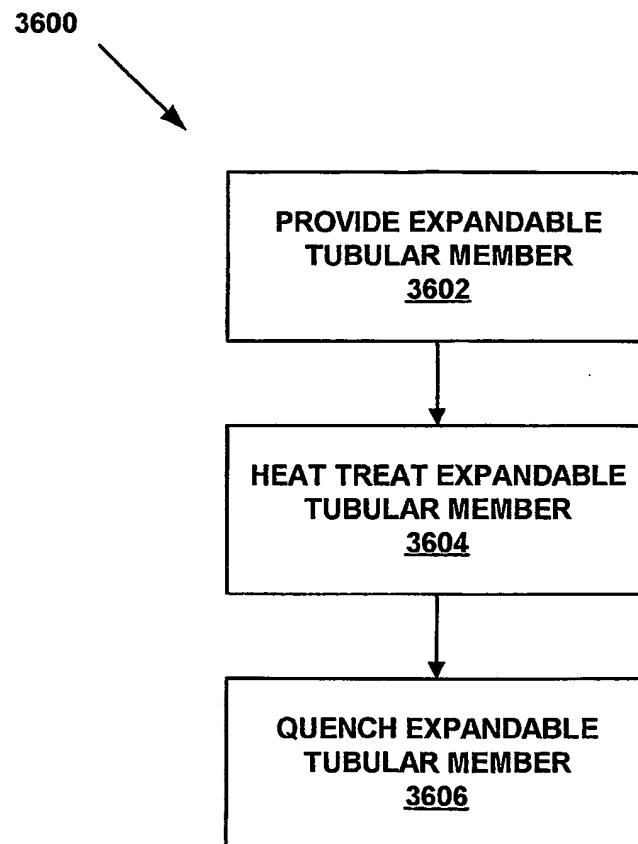 3600
PROVIDE EXPANDABLE
TUBULAR MEMBER
3602
HEAT TREAT EXPANDABLE
TUBULAR MEMBER
3604
QUENCH EXPANDABLE
TUBULAR MEMBER
3606